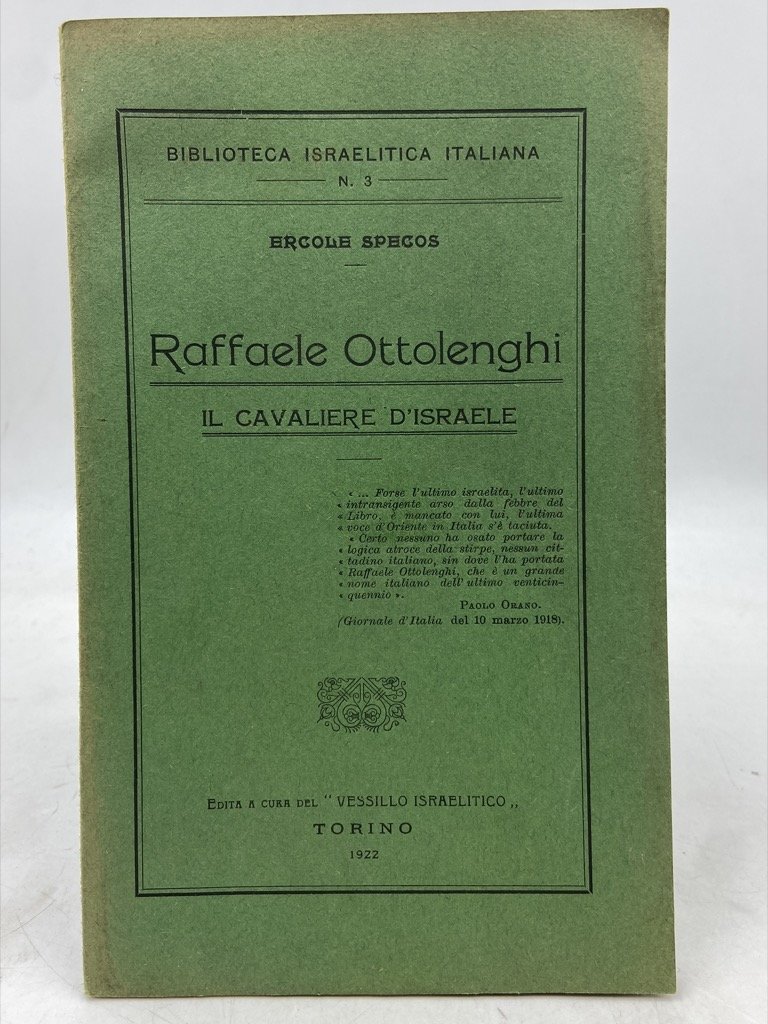 BIBLIOTECA ISRAELITICA ITALIANA
N. 3
ERCOLE SPECOS
Raffaele Ottolenghi
IL CAVALIERE D'ISRAELE
« ... Forse l'ultimo israelita, l'ultimo
« intransigente arso dalla febbre del
« Libro, è mancato con lui, l'ultima
« voce d'Oriente in Italia s'è taciuta.
« Certo nessuno ha osato portare la
« logica atroce della stirpe, nessun cit-
« tadino italiano, sin dove l'ha portata
« Raffaele Ottolenghi, che è un grande
« nome italiano dell'ultimo venticin-
« quennio ».
PAOLO ORANO.
(Giornale d'Italia del 10 marzo 1918).
EDITA A CURA DEL “ VESSILLO ISRAELITICO „
TORINO
1922